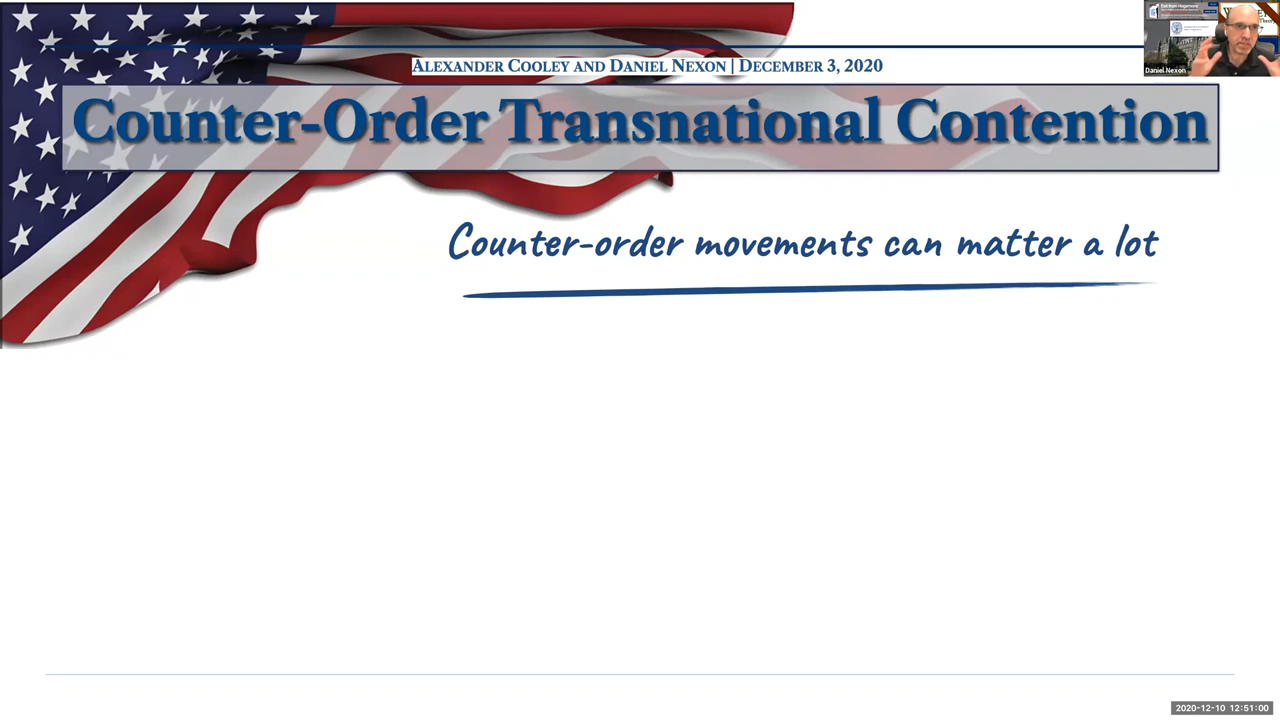 ALEXANDER COOLEY AND DANIEL NEXON | DECEMBER 3, 2020
Counter-Order Transnational Contention
Counter-order movements can matter a lot
Daniel Nexon
2020-12-10 12:51:00